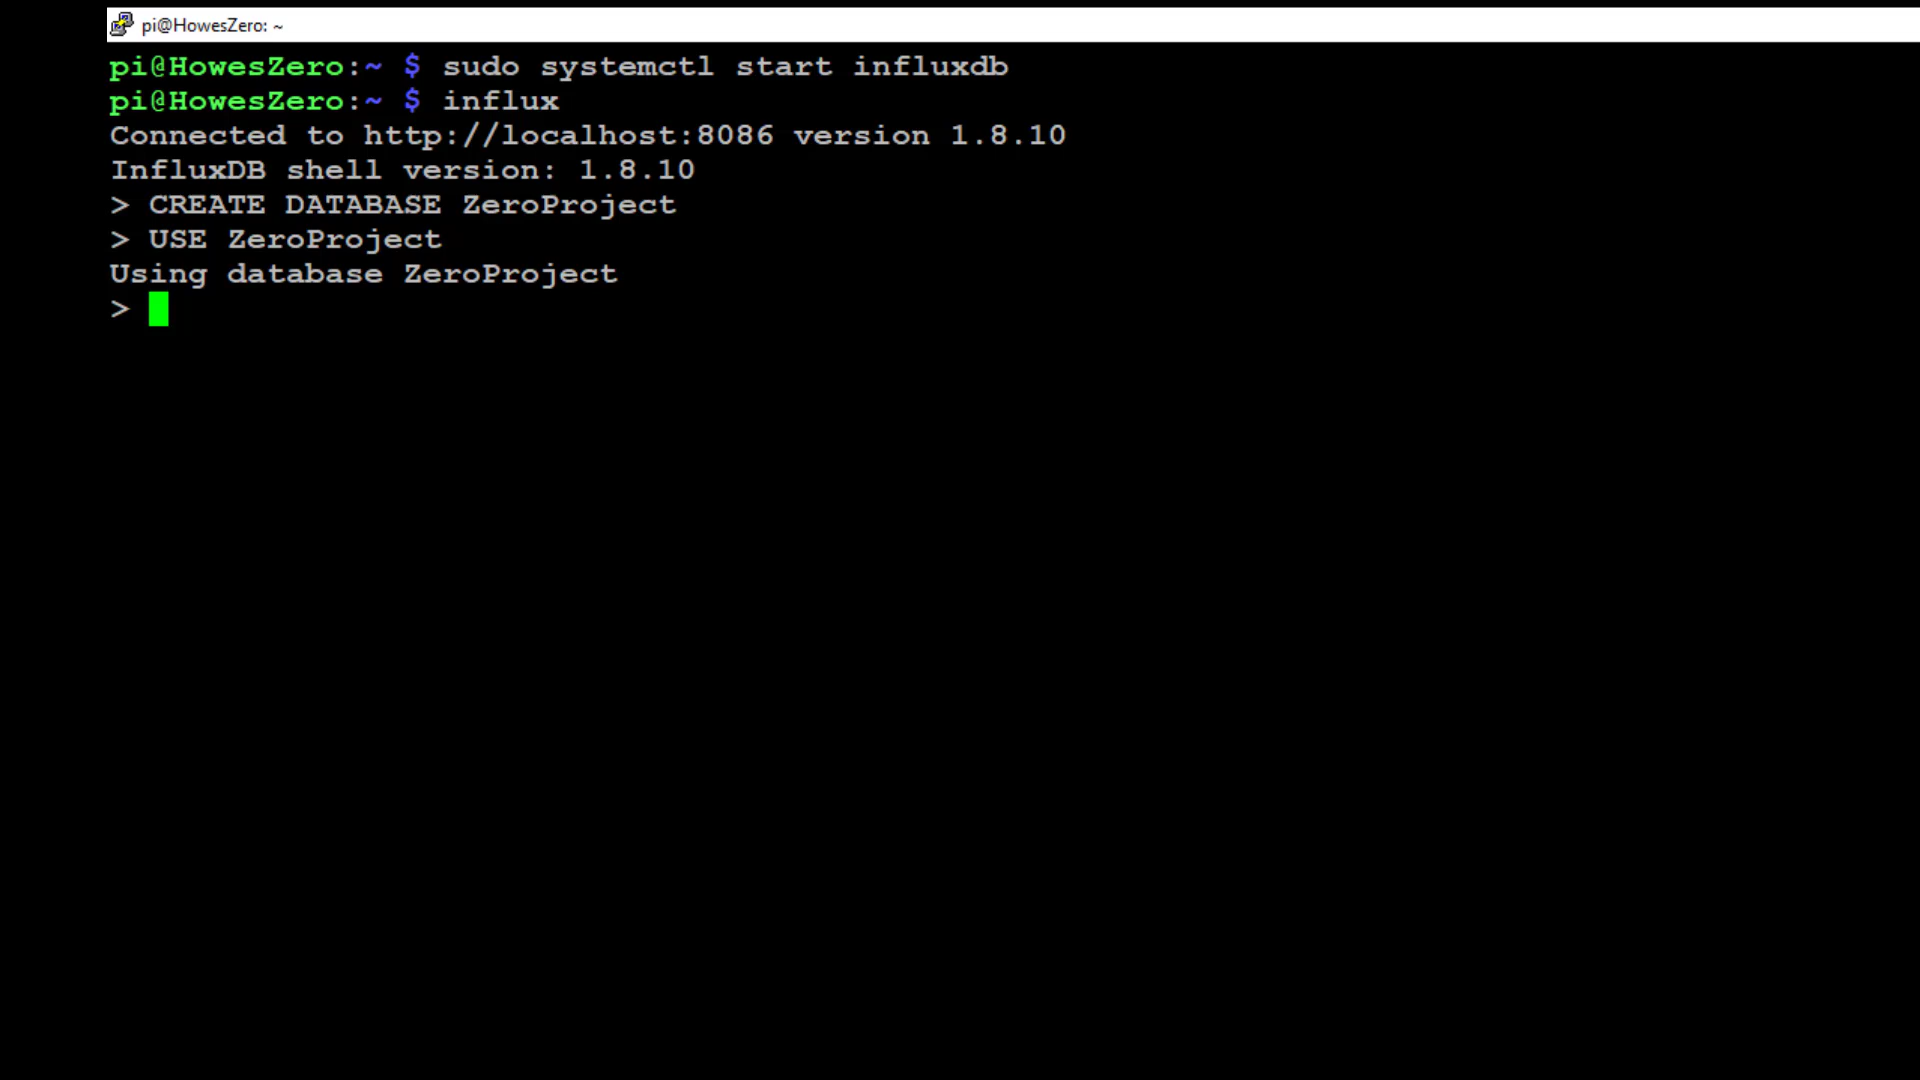 pi@HowesZero: ~
pi@HowesZero:~ $ sudo systemctl start influxdb
pi@HowesZero:~ $ influx
Connected to http://localhost:8086 version 1.8.10
InfluxDB shell version: 1.8.10
> CREATE DATABASE ZeroProject
> USE ZeroProject
Using database ZeroProject
>